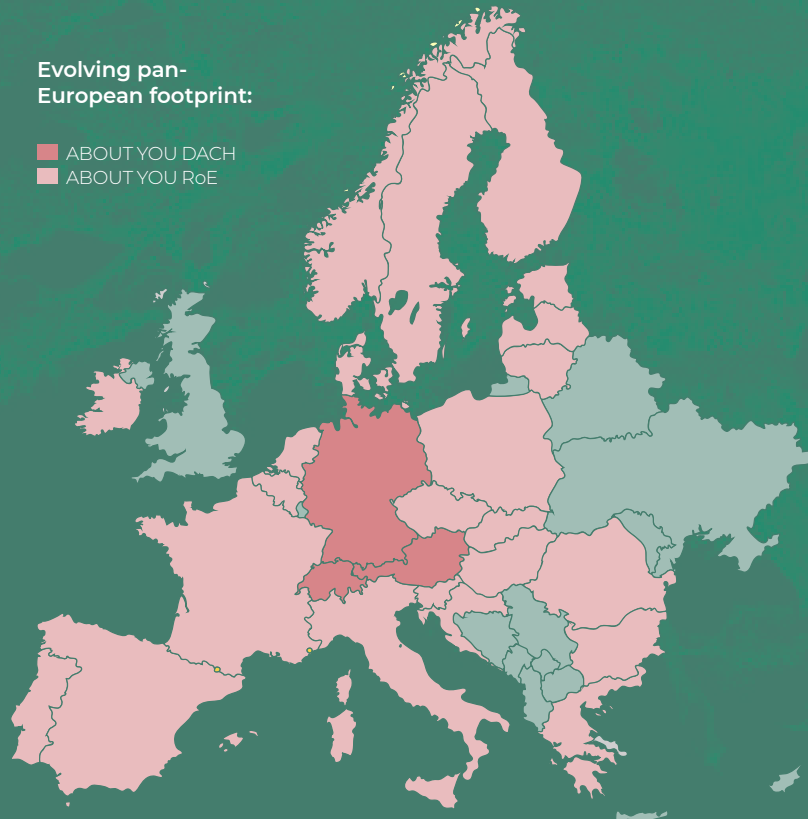 Evolving pan-
European footprint:
ABOUT YOU DACH
ABOUT YOU RoE